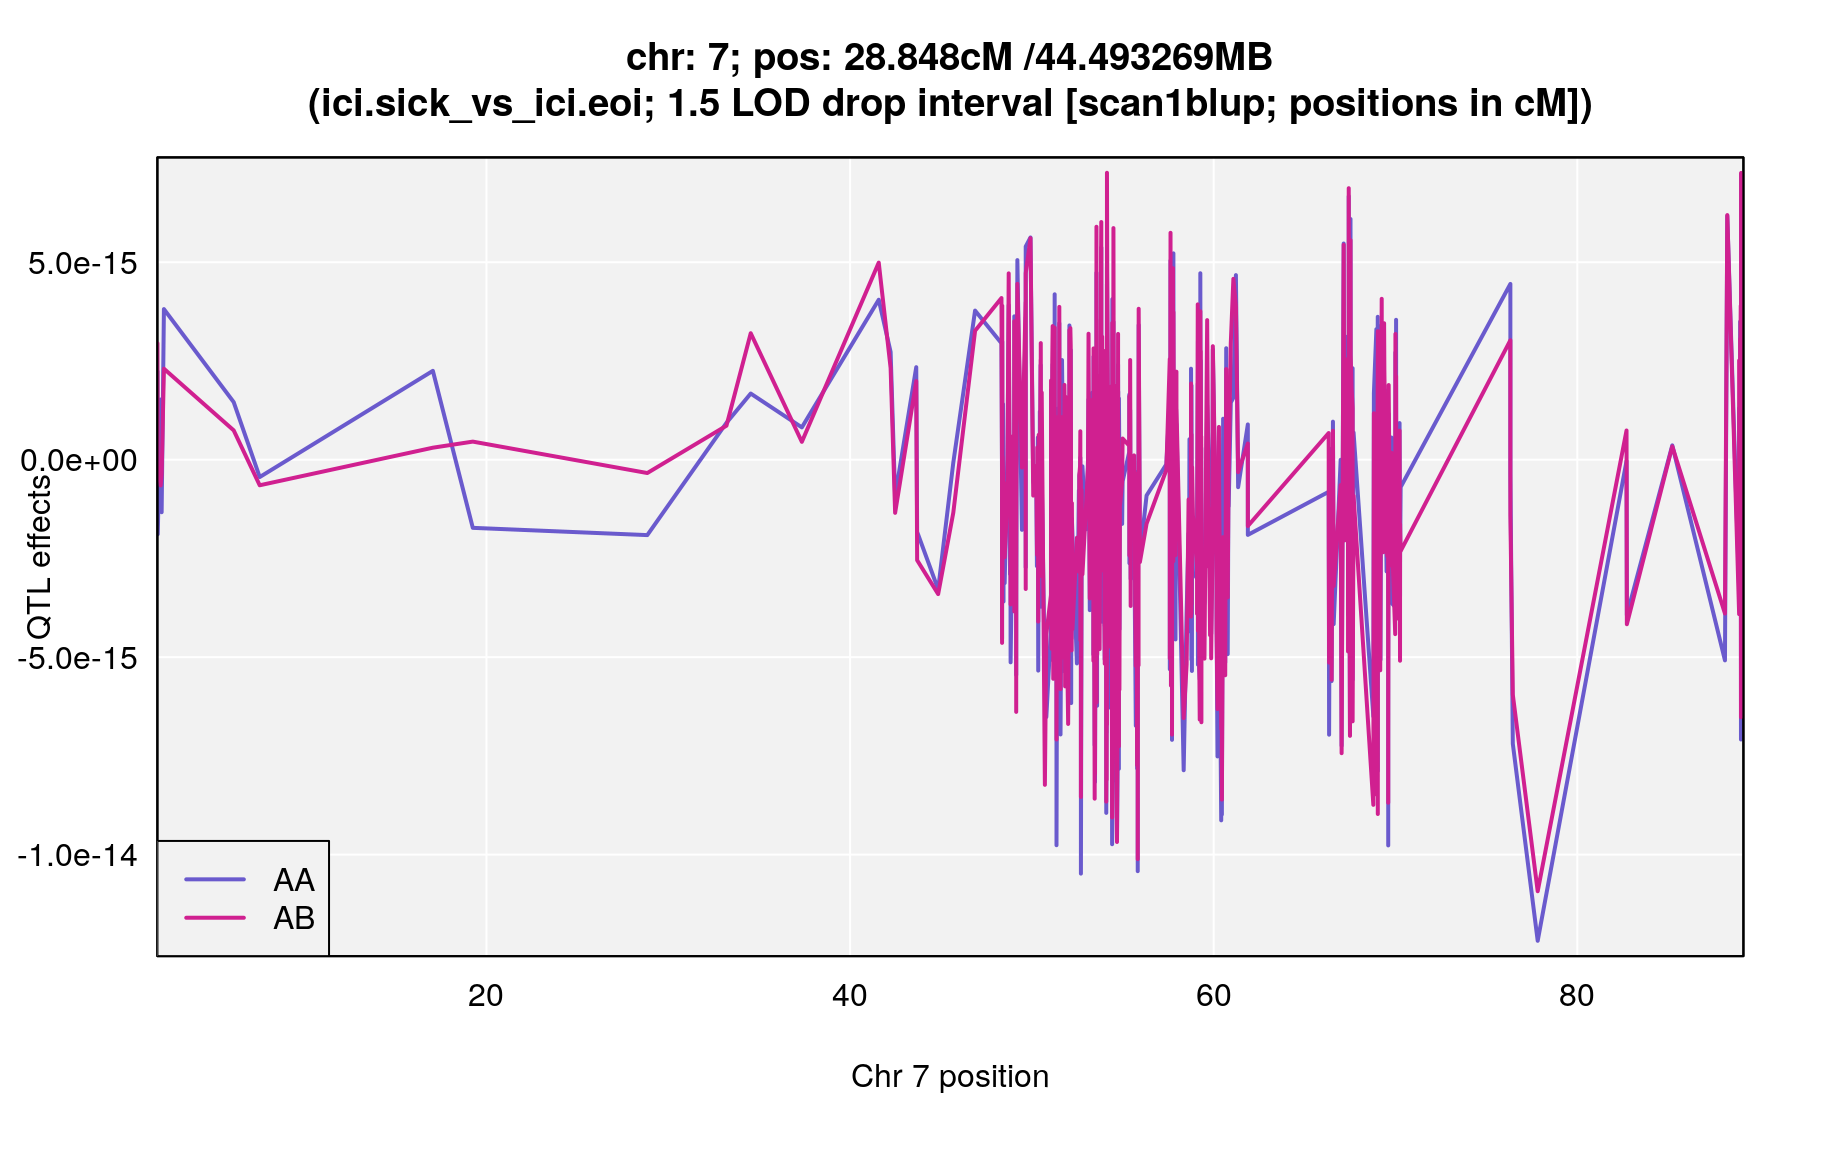 chr: 7; pos: 28.848cM /44.493269MB
(ici.sick_vs_ici.eoi; 1.5 LOD drop interval [scan1blup; positions in cM])
QTL effects
5.0e-15
0.0e+00
-5.0e-15
-1.0e-14
AA
AB
20 40 60 80
Chr 7 position